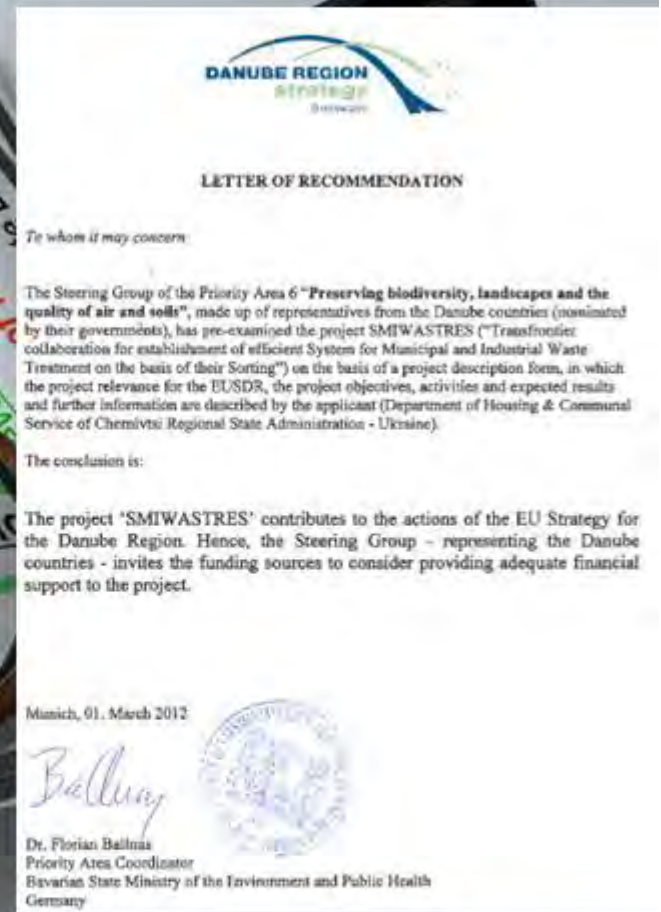 DANUBE REGION
strategy
LETTER OF RECOMMENDATION
To whom it may concern
The Steering Group of the Priority Area 6 "Preserving biodiversity, landscapes and the
quality of air and soils", made up of representatives from the Danube countries (nominated
by their governments), has pre-examined the project SMIWASTRES ("Transfrontier
collaboration for establishment of efficient System for Municipal and Industrial Waste
Treatment on the basis of their Sorting") on the basis of a project description form, in which
the project relevance for the EUSDR, the project objectives, activities and expected results
and further information are described by the applicant (Department of Housing & Communal
Service of Chernivtsi Regional State Administration - Ukraine).
The conclusion is:
The project 'SMIWASTRES' contributes to the actions of the EU Strategy for
the Danube Region. Hence, the Steering Group - representing the Danube
countries - invites the funding sources to consider providing adequate financial
support to the project.
Munich, 01. March 2012
Dr. Florian Ballnus
Priority Area Coordinator
Bavarian State Ministry of the Environment and Public Health
Germany